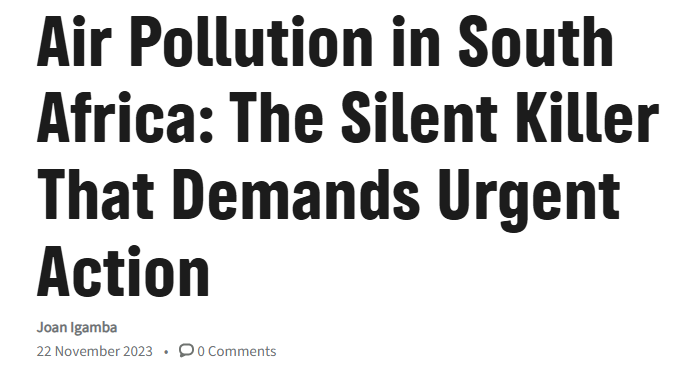 Air Pollution in South
Africa: The Silent Killer
That Demands Urgent
Action
Joan Igamba
22 November 2023 • 0 Comments